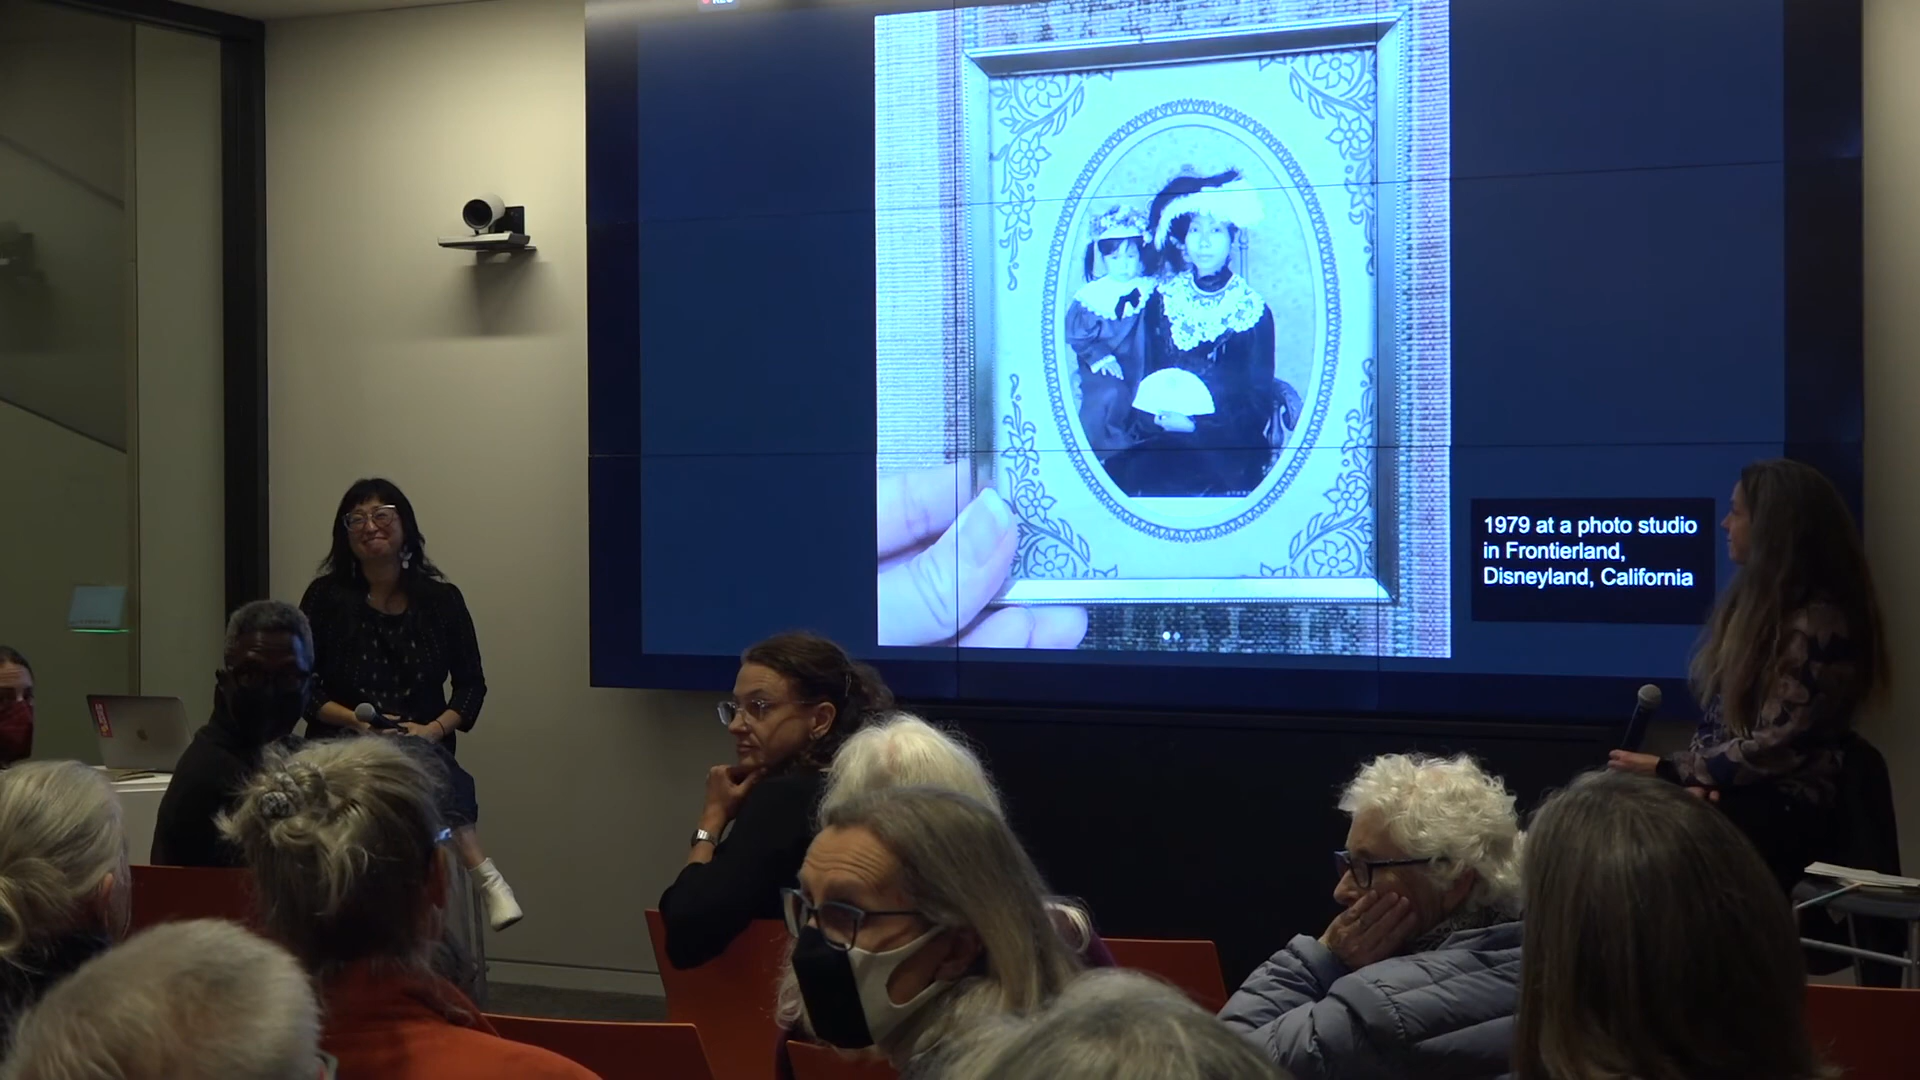 1979 at a photo studio
in Frontierland,
Disneyland, California